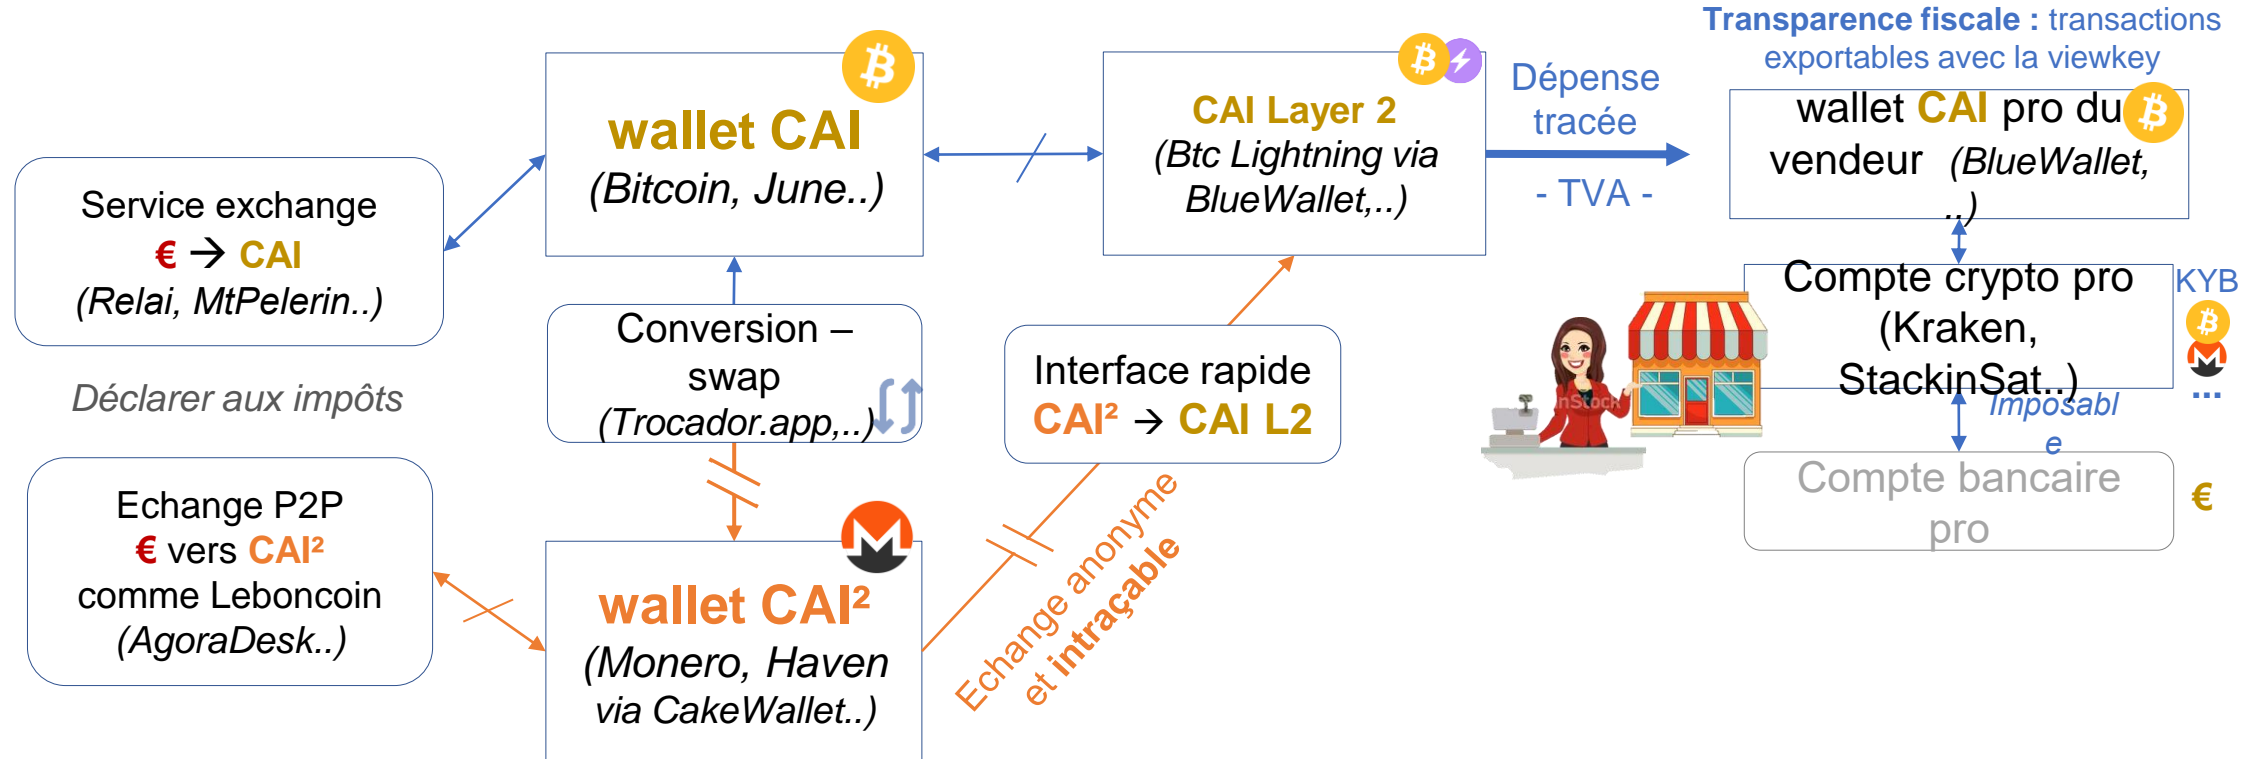 Transparence fiscale : transactions
exportables avec la viewkey
wallet CAI
(Bitcoin, June..)
CAI Layer 2
(Btc Lightning via
BlueWallet,..)
Dépense
tracée
- TVA -
wallet CAI pro du
vendeur (BlueWallet,
..)
Service exchange
€ → CAI
(Relai, MtPelerin..)
Déclarer aux impôts
Conversion –
swap
(Trocador.app,..)
Interface rapide
CAI² → CAI L2
Compte crypto pro
(Kraken,
StackinSat..)
KYB
...
Imposabl
e
Compte bancaire
pro
€
Echange P2P
€ vers CAI²
comme Leboncoin
(AgoraDesk..)
wallet CAI²
(Monero, Haven
via CakeWallet..)
Echange anonyme
et intraçable